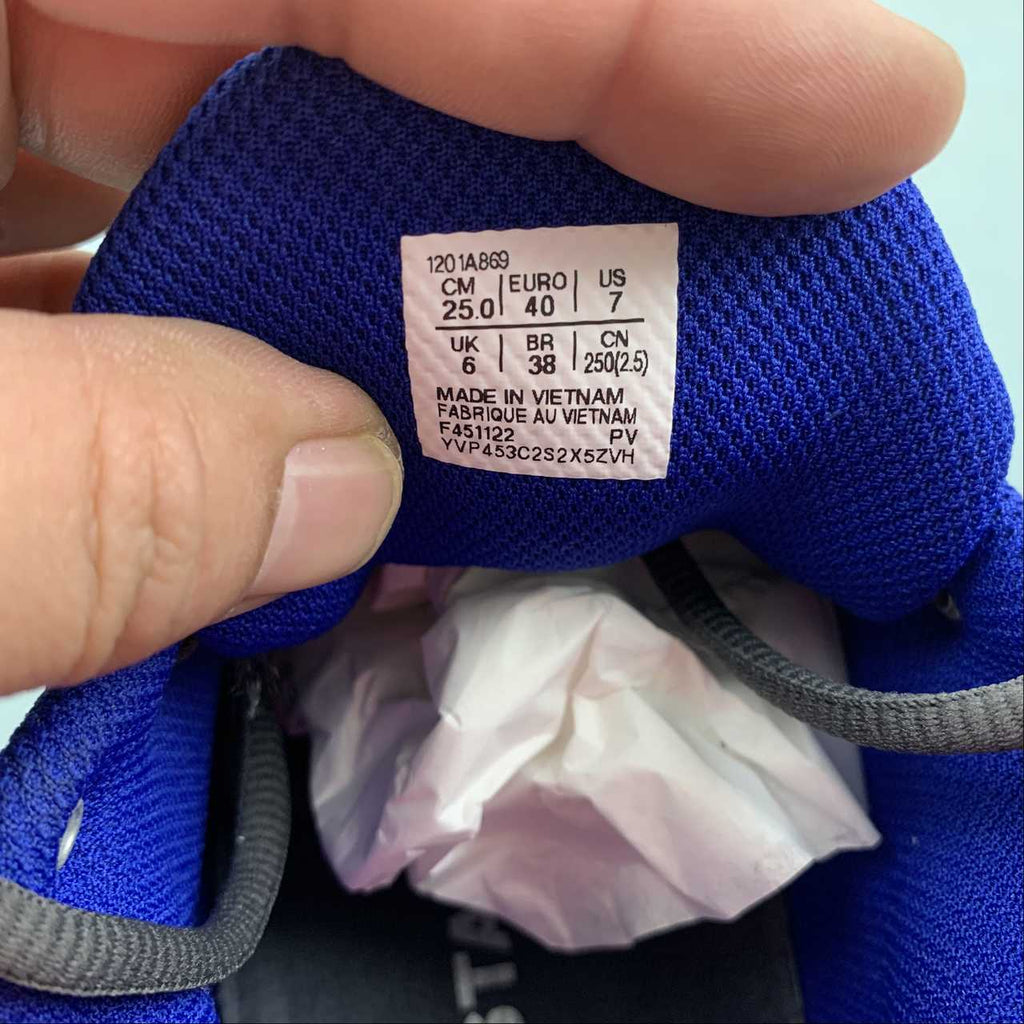 1201A869
CM | EURO | US
25.0 | 40 | 7
UK | BR | CN
6 | 38 | 250(2.5)
MADE IN VIETNAM
FABRIQUE AU VIETNAM
F451122 PV
YVP453C2S2X5ZVH
STA